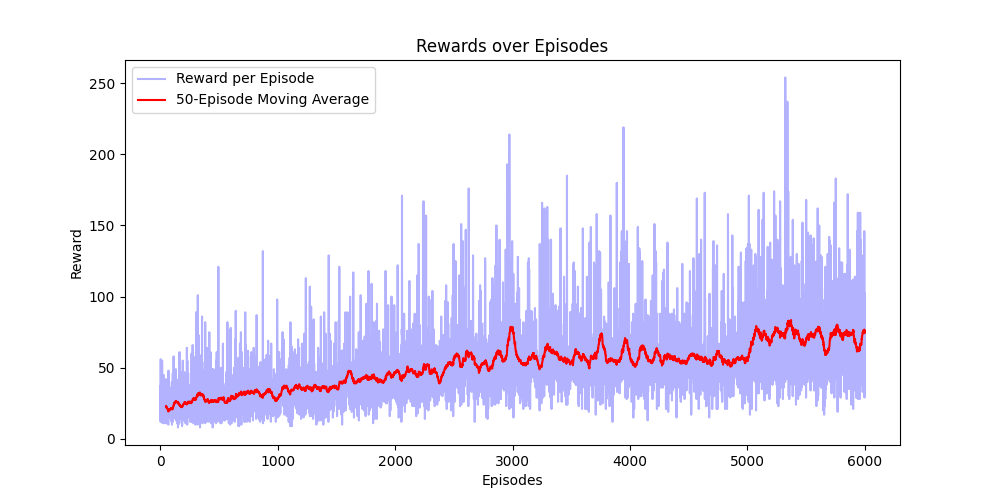 Rewards over Episodes
Reward per Episode
50-Episode Moving Average
Reward
250
200
150
100
50
0
0 1000 2000 3000 4000 5000 6000
Episodes